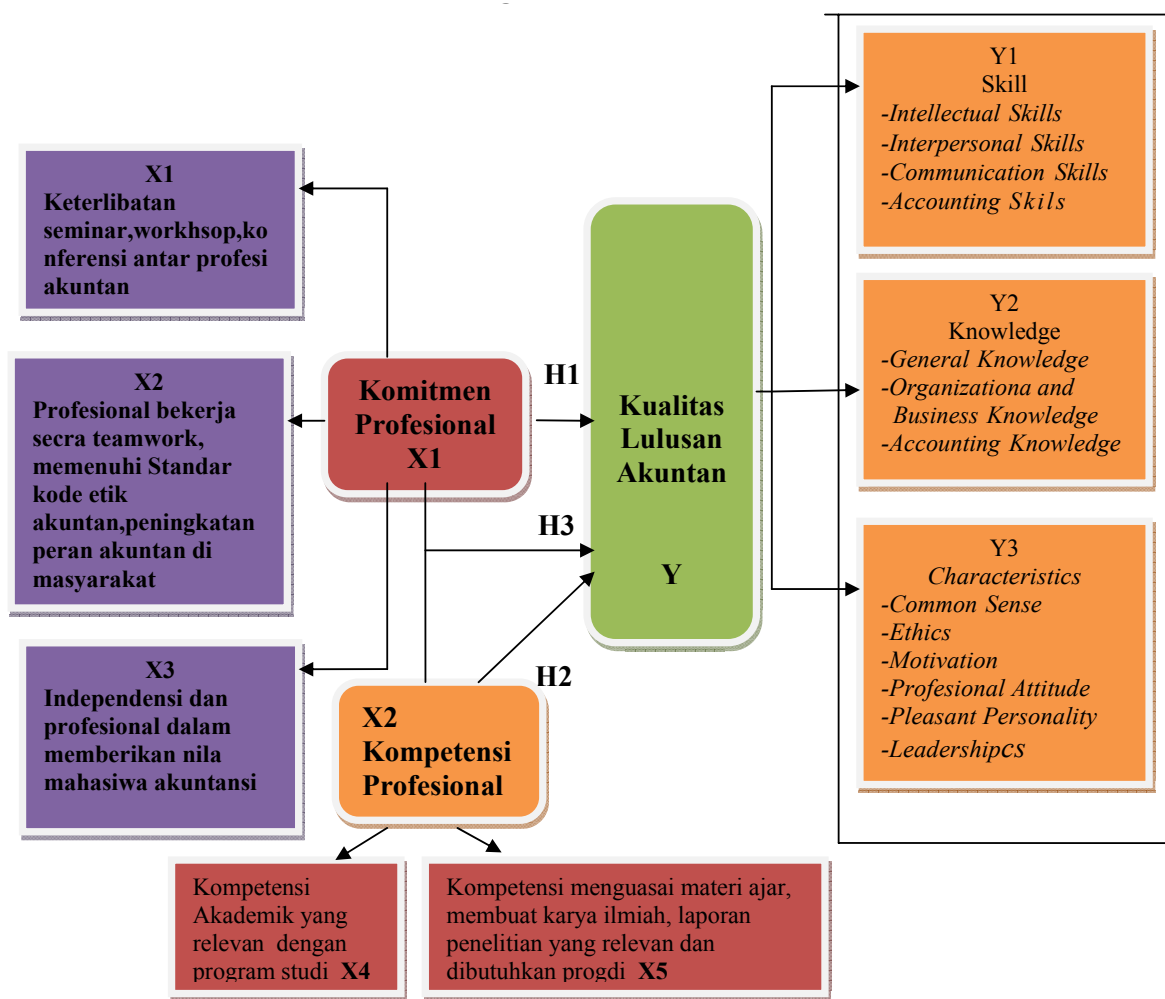 X1
Keterlibatan
seminar,workhsop,ko
nferensi antar profesi
akuntan
X2
Profesional bekerja
secra teamwork,
memenuhi Standar
kode etik
akuntan,peningkatan
peran akuntan di
masyarakat
X3
Independensi dan
profesional dalam
memberikan nila
mahasiwa akuntansi
Komitmen
Profesional
X1
H1
H3
H2
X2
Kompetensi
Profesional
Kompetensi
Akademik yang
relevan dengan
program studi X4
Kompetensi menguasai materi ajar,
membuat karya ilmiah, laporan
penelitian yang relevan dan
dibutuhkan progdi X5
Kualitas
Lulusan
Akuntan
Y
Y1
Skill
-Intellectual Skills
-Interpersonal Skills
-Communication Skills
-Accounting Skils
Y2
Knowledge
-General Knowledge
-Organizationa and
Business Knowledge
-Accounting Knowledge
Y3
Characteristics
-Common Sense
-Ethics
-Motivation
-Profesional Attitude
-Pleasant Personality
-Leadershipcs